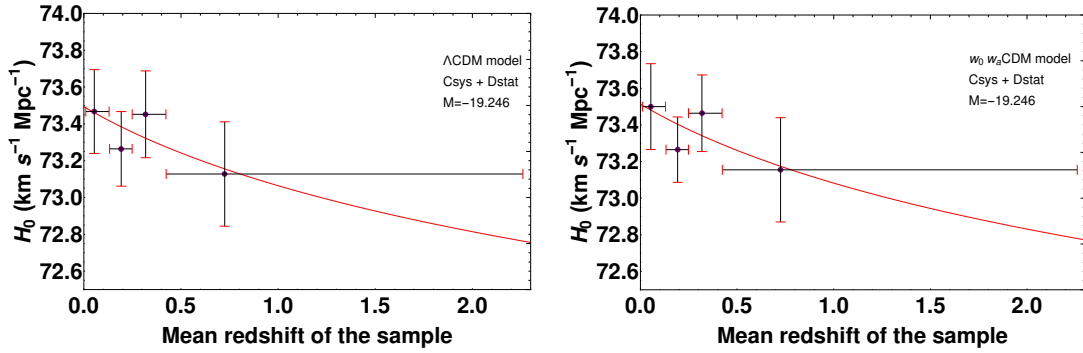 74.0
73.8
73.6
73.4
73.2
73.0
72.8
72.6
H₀ (km s⁻¹ Mpc⁻¹)
ΛCDM model
Csys + Dstat
M=−19.246
0.0 0.5 1.0 1.5 2.0
Mean redshift of the sample
74.0
73.8
73.6
73.4
73.2
73.0
72.8
72.6
H₀ (km s⁻¹ Mpc⁻¹)
w₀ wₐCDM model
Csys + Dstat
M=−19.246
0.0 0.5 1.0 1.5 2.0
Mean redshift of the sample